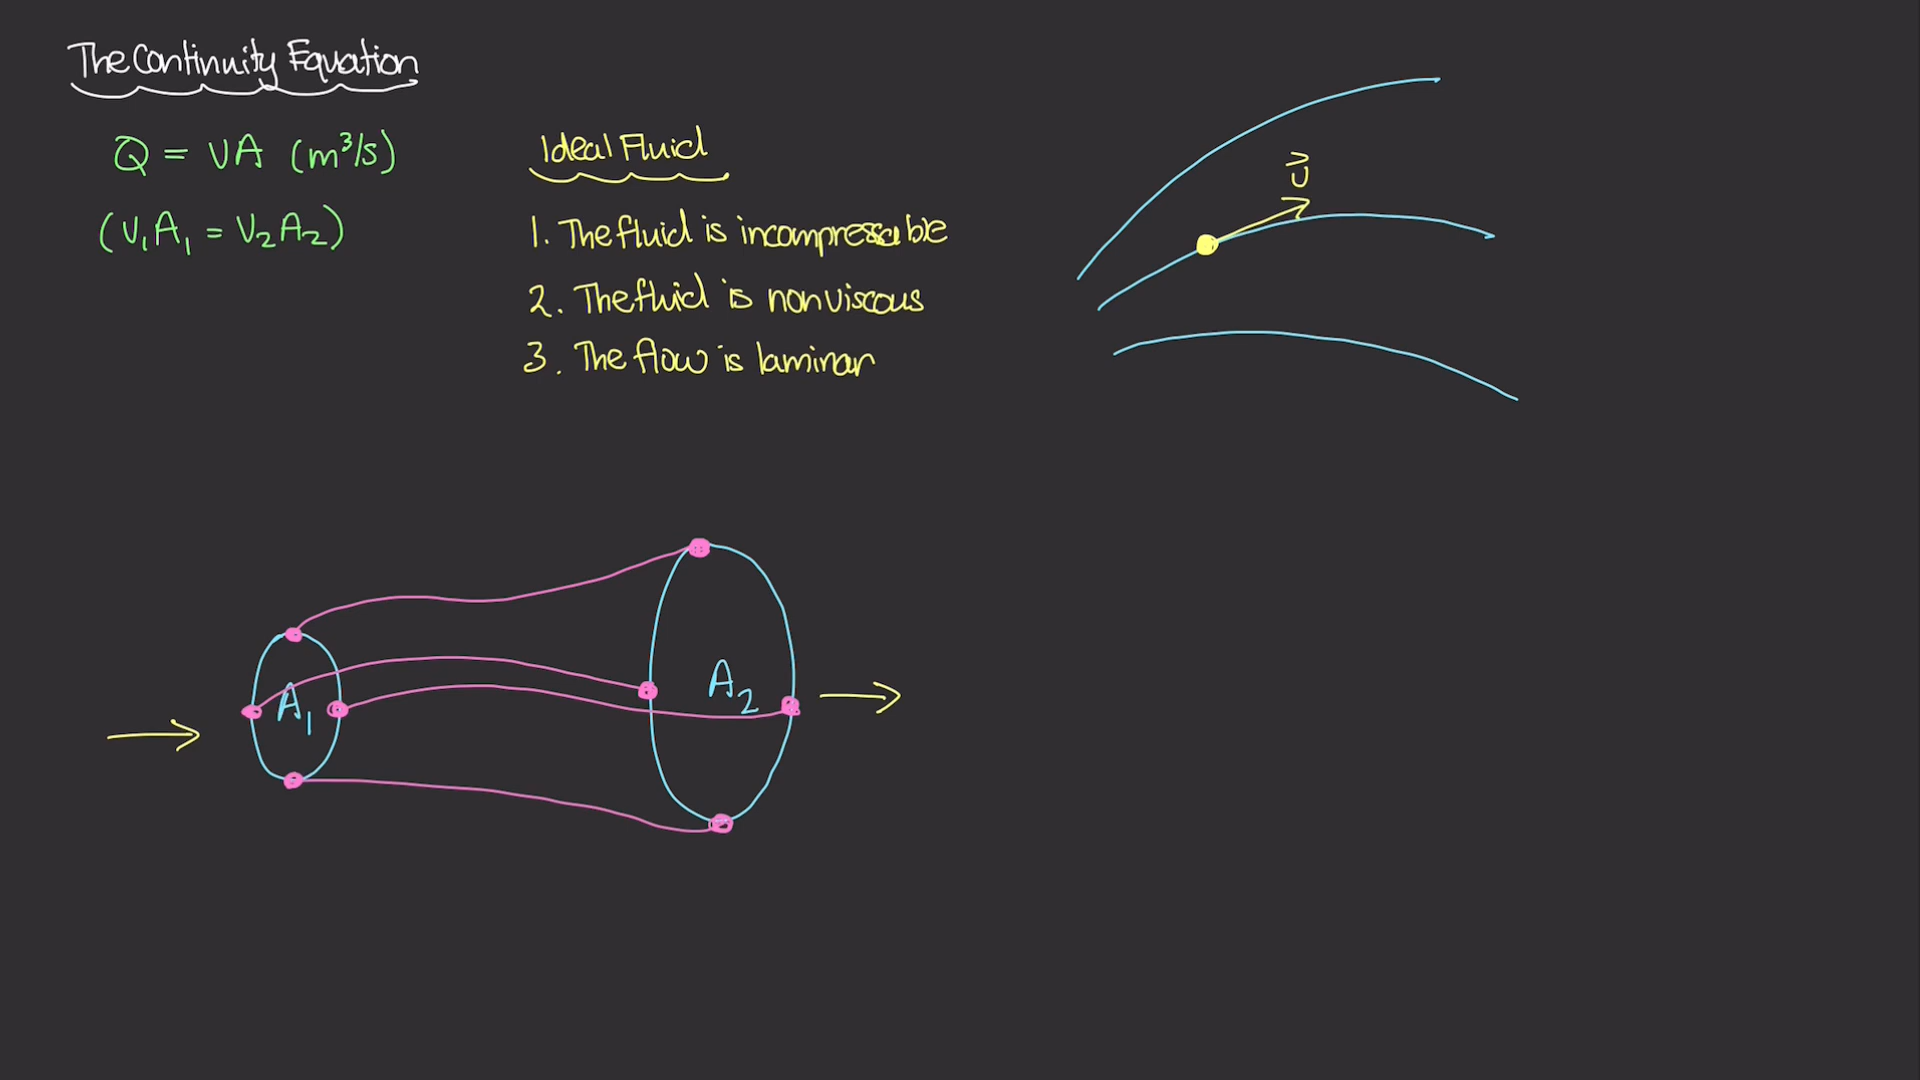 The Continuity Equation
Q = vA (m³/s)
(v₁A₁ = v₂A₂)
Ideal Fluid
1. The fluid is incompressable
2. The fluid is nonviscous
3. The flow is laminar
v⃗
A₁
A₂